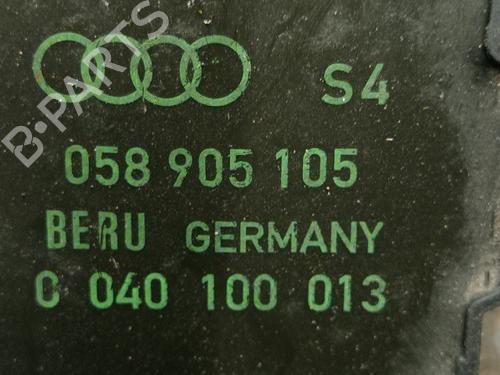 B-PARTS
S4
058 905 105
BERU GERMANY
0 040 100 013